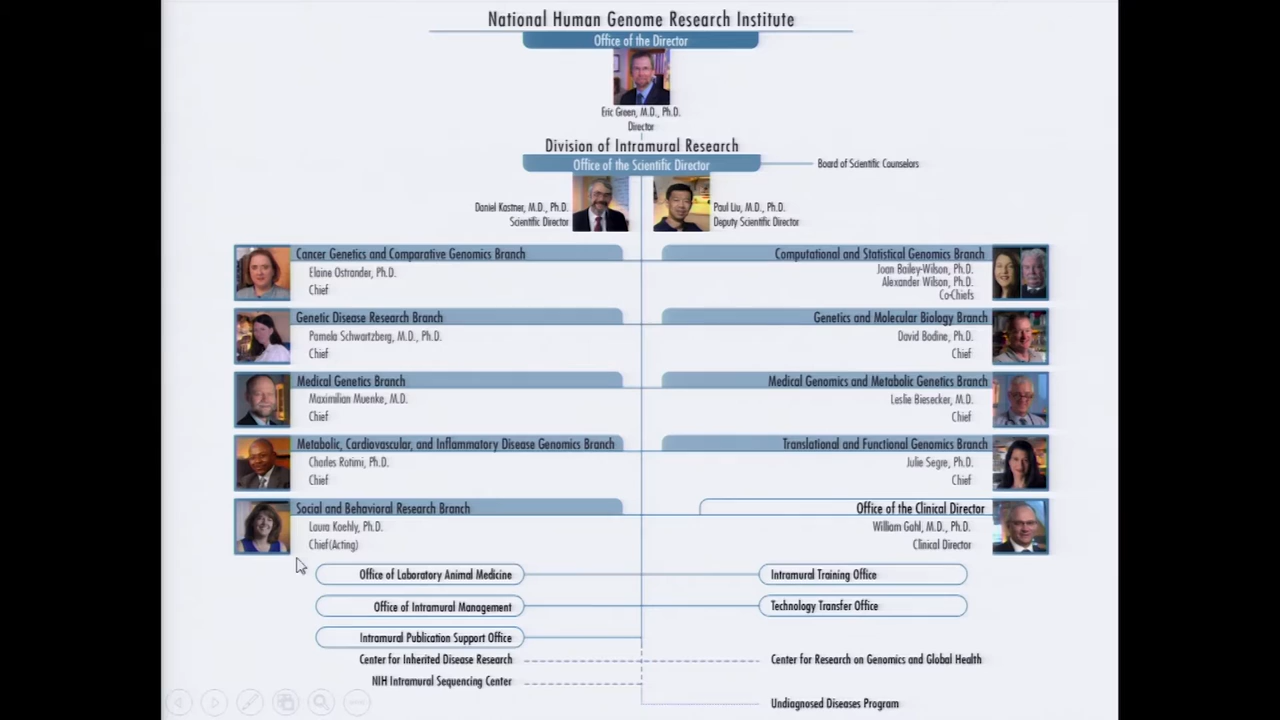 National Human Genome Research Institute
Office of the Director
Eric Green, M.D., Ph.D.
Director
Division of Intramural Research
Office of the Scientific Director
Board of Scientific Counselors
Daniel Kastner, M.D., Ph.D.
Scientific Director
Paul Liu, M.D., Ph.D.
Deputy Scientific Director
Cancer Genetics and Comparative Genomics Branch
Elaine Ostrander, Ph.D.
Chief
Computational and Statistical Genomics Branch
Joan Bailey-Wilson, Ph.D.
Alexander Wilson, Ph.D.
Co-Chiefs
Genetic Disease Research Branch
Pamela Schwartzberg, M.D., Ph.D.
Chief
Genetics and Molecular Biology Branch
David Bodine, Ph.D.
Chief
Medical Genetics Branch
Maximilian Muenke, M.D.
Chief
Medical Genomics and Metabolic Genetics Branch
Leslie Biesecker, M.D.
Chief
Metabolic, Cardiovascular, and Inflammatory Disease Genomics Branch
Charles Rotimi, Ph.D.
Chief
Translational and Functional Genomics Branch
Julie Segre, Ph.D.
Chief
Social and Behavioral Research Branch
Laura Koehly, Ph.D.
Chief(Acting)
Office of the Clinical Director
William Gahl, M.D., Ph.D.
Clinical Director
Office of Laboratory Animal Medicine
Intramural Training Office
Office of Intramural Management
Technology Transfer Office
Intramural Publication Support Office
Center for Inherited Disease Research
Center for Research on Genomics and Global Health
NIH Intramural Sequencing Center
Undiagnosed Diseases Program